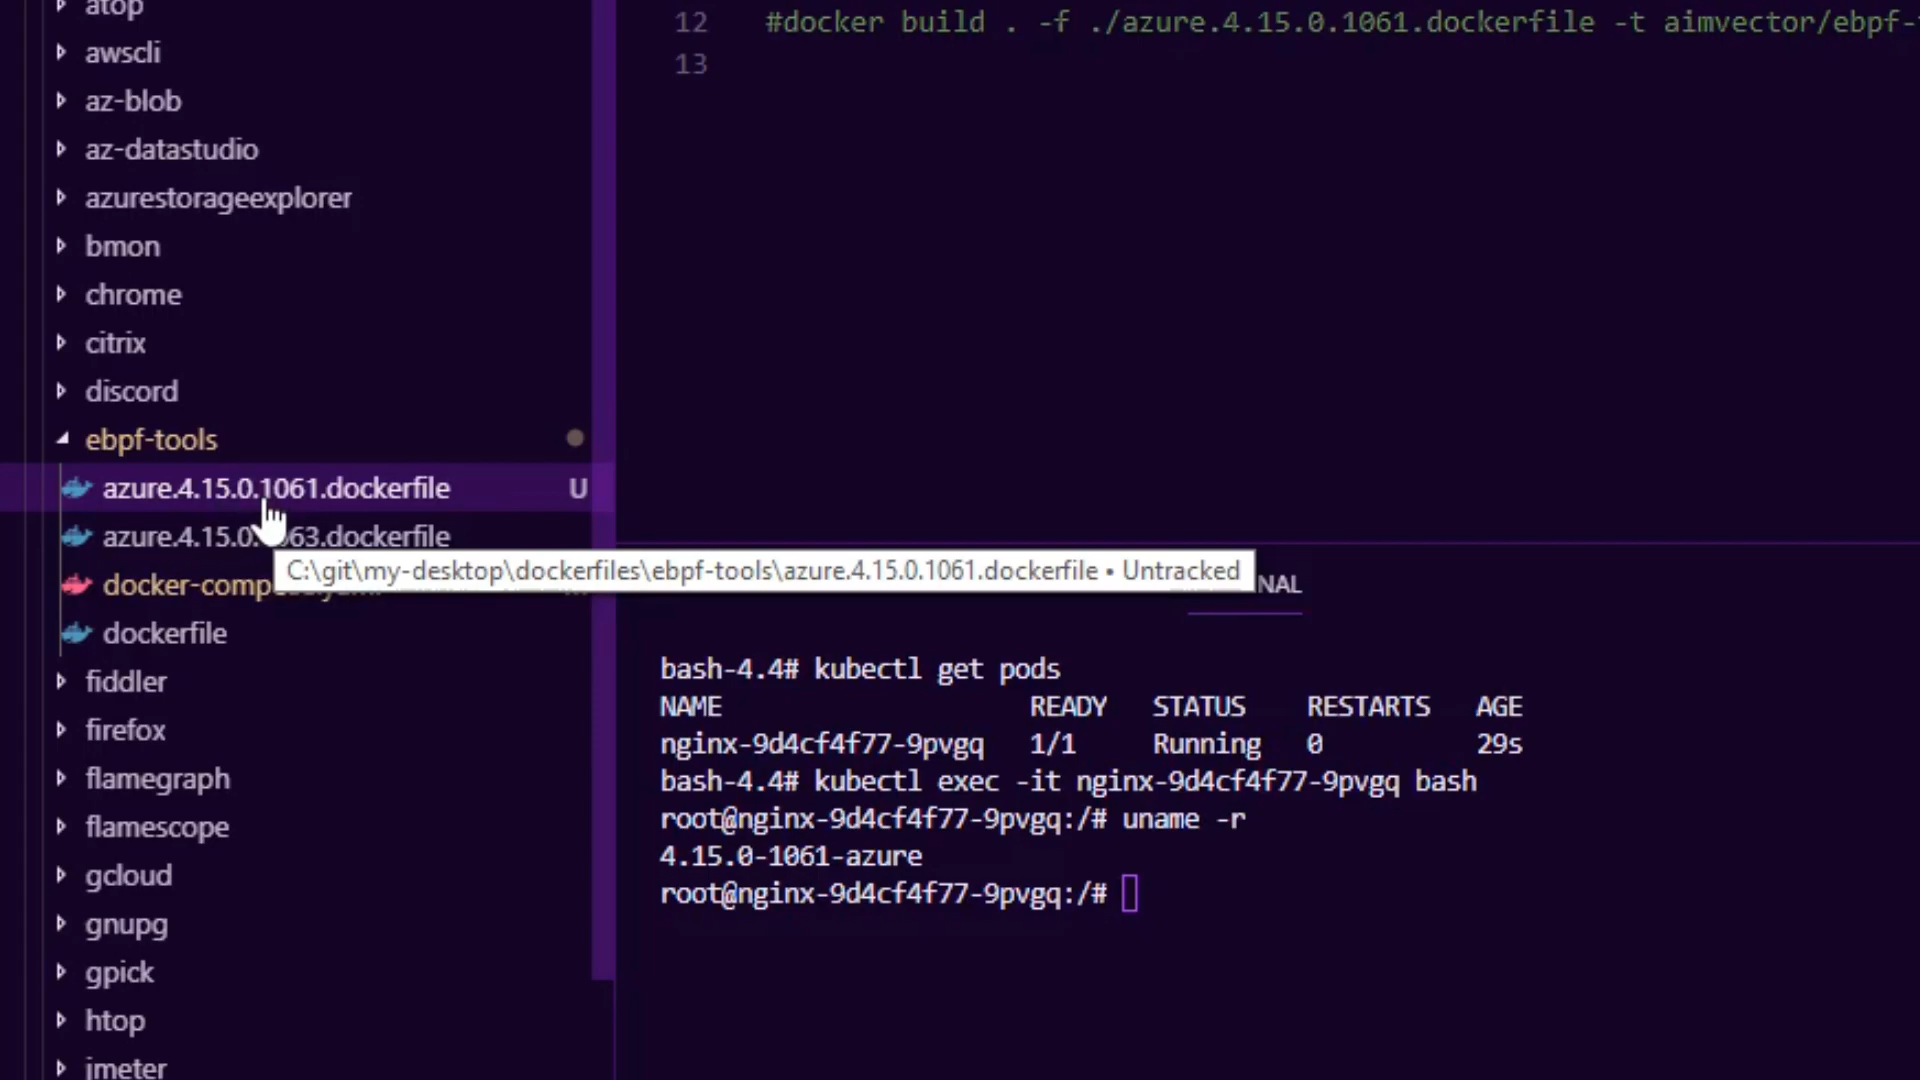 atop
awscli
az-blob
az-datastudio
azurestorageexplorer
bmon
chrome
citrix
discord
ebpf-tools
azure.4.15.0.1061.dockerfile U
azure.4.15.0. 63.dockerfile
C:\git\my-desktop\dockerfiles\ebpf-tools\azure.4.15.0.1061.dockerfile • Untracked
docker-comp
dockerfile
fiddler
firefox
flamegraph
flamescope
gcloud
gnupg
gpick
htop
jmeter
12 #docker build . -f ./azure.4.15.0.1061.dockerfile -t aimvector/ebpf-
13
NAL
bash-4.4# kubectl get pods
NAME READY STATUS RESTARTS AGE
nginx-9d4cf4f77-9pvgq 1/1 Running 0 29s
bash-4.4# kubectl exec -it nginx-9d4cf4f77-9pvgq bash
root@nginx-9d4cf4f77-9pvgq:/# uname -r
4.15.0-1061-azure
root@nginx-9d4cf4f77-9pvgq:/#